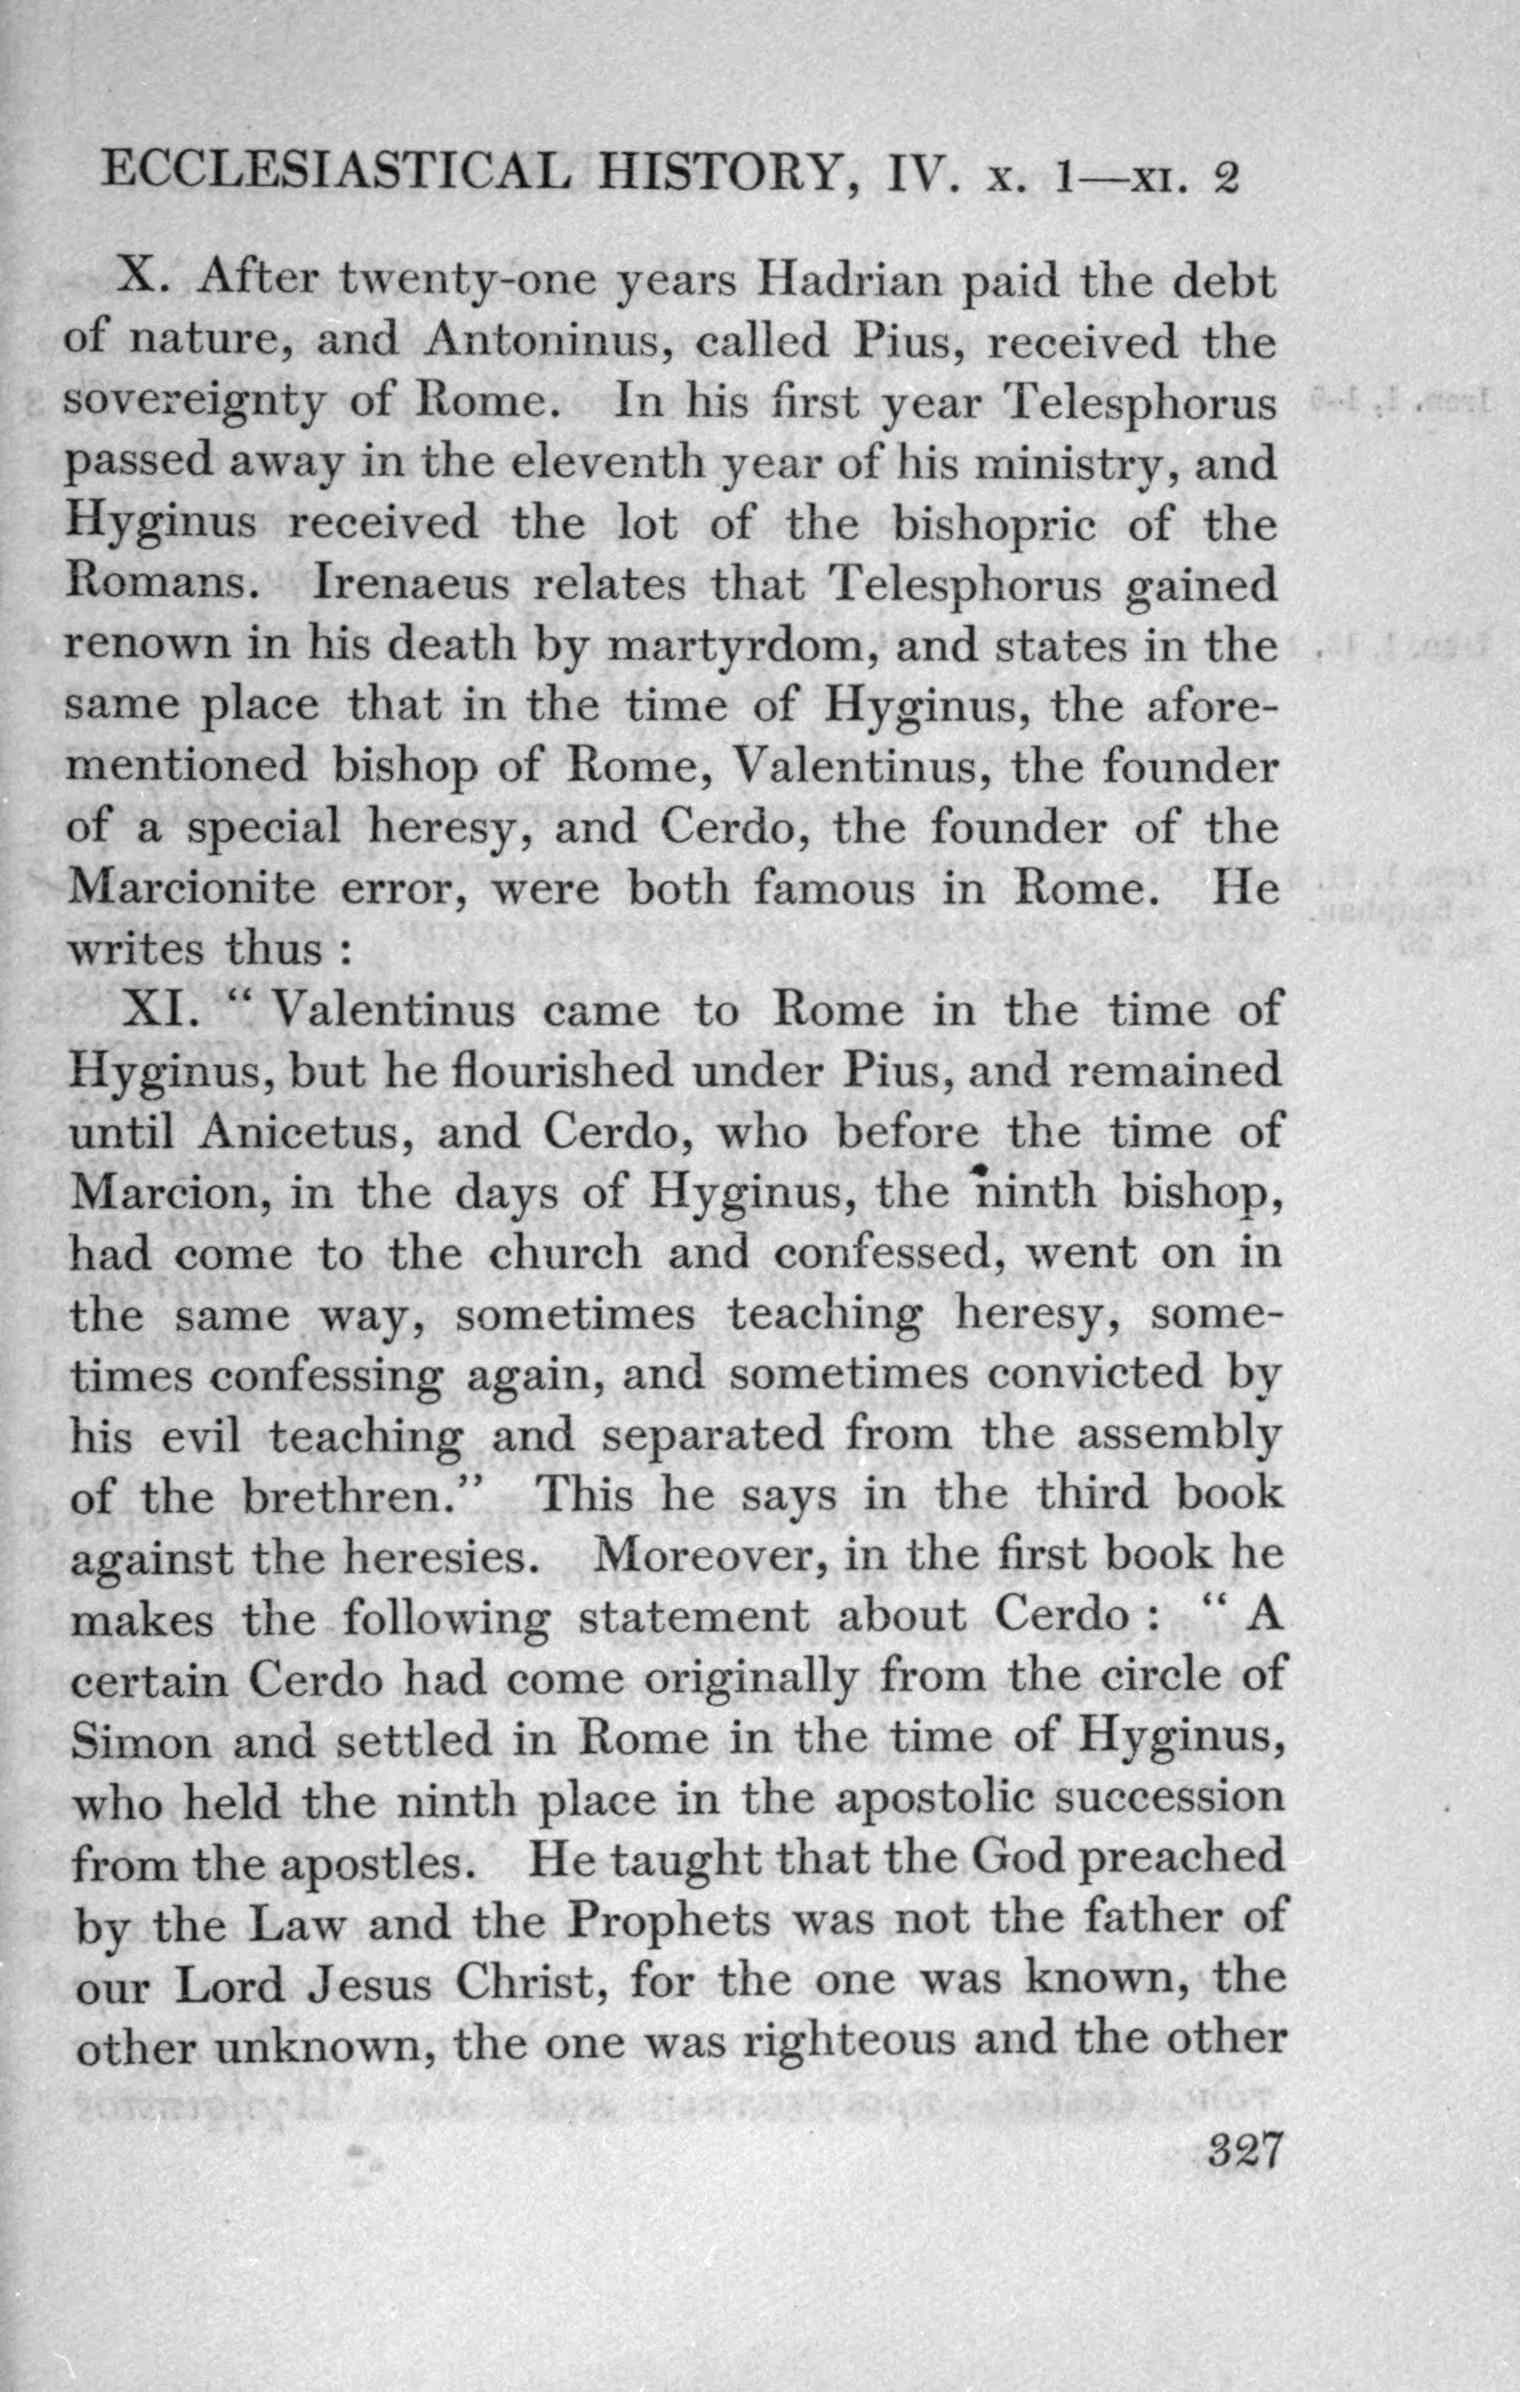 ECCLESIASTICAL HISTORY, IV. x. 1—xi. 2
X. After twenty-one years Hadrian paid the debt
of nature, and Antoninus, called Pius, received the
sovereignty of Rome. In his first year Telesphorus
passed away in the eleventh year of his ministry, and
Hyginus received the lot of the bishopric of the
Romans. Irenaeus relates that Telesphorus gained
renown in his death by martyrdom, and states in the
same place that in the time of Hyginus, the afore-
mentioned bishop of Rome, Valentinus, the founder
of a special heresy, and Cerdo, the founder of the
Marcionite error, were both famous in Rome. He
writes thus :
XI. “ Valentinus came to Rome in the time of
Hyginus, but he flourished under Pius, and remained
until Anicetus, and Cerdo, who before the time of
Marcion, in the days of Hyginus, the ninth bishop,
had come to the church and confessed, went on in
the same way, sometimes teaching heresy, some-
times confessing again, and sometimes convicted by
his evil teaching and separated from the assembly
of the brethren.” This he says in the third book
against the heresies. Moreover, in the first book he
makes the following statement about Cerdo : “ A
certain Cerdo had come originally from the circle of
Simon and settled in Rome in the time of Hyginus,
who held the ninth place in the apostolic succession
from the apostles. He taught that the God preached
by the Law and the Prophets was not the father of
our Lord Jesus Christ, for the one was known, the
other unknown, the one was righteous and the other
327